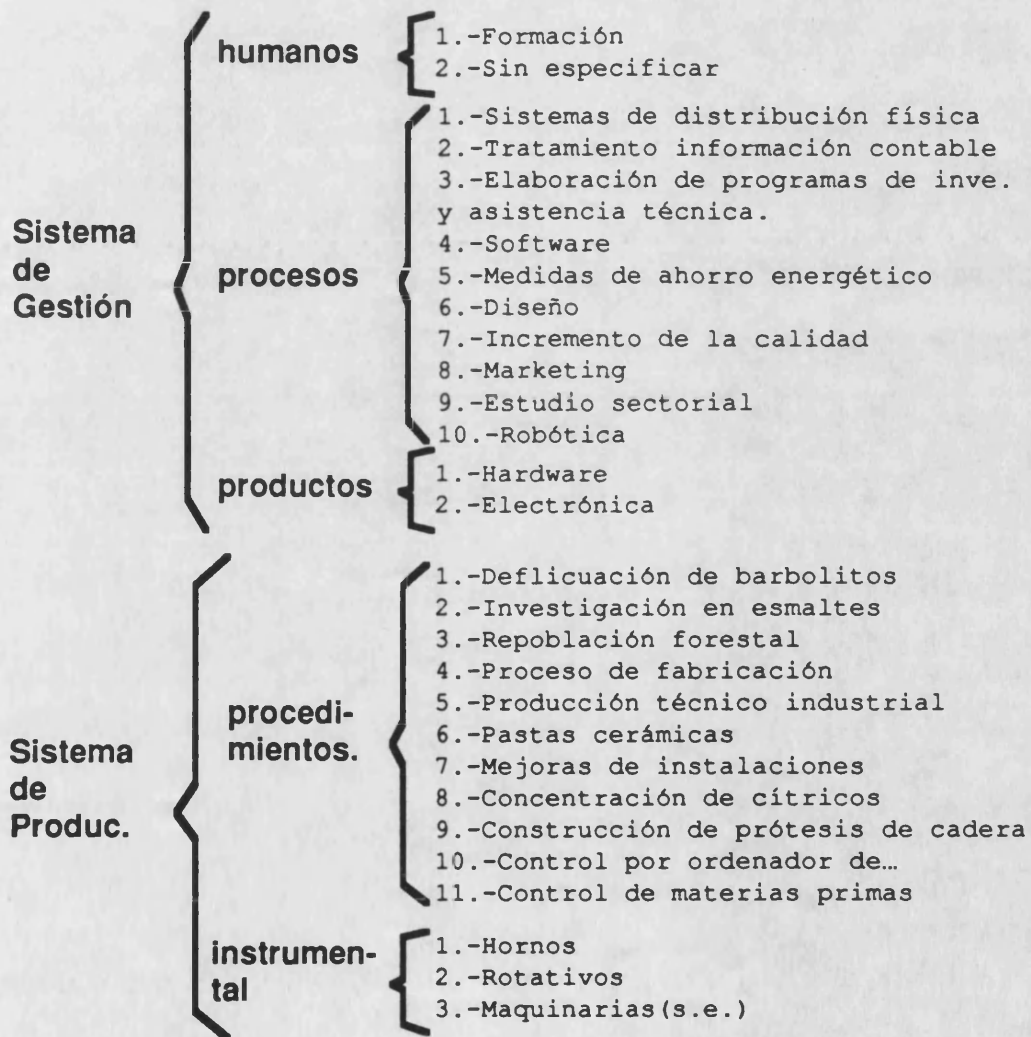 Sistema
de
Gestión
humanos
1.-Formación
2.-Sin especificar
procesos
1.-Sistemas de distribución física
2.-Tratamiento información contable
3.-Elaboración de programas de inve.
y asistencia técnica.
4.-Software
5.-Medidas de ahorro energético
6.-Diseño
7.-Incremento de la calidad
8.-Marketing
9.-Estudio sectorial
10.-Robótica
productos
1.-Hardware
2.-Electrónica
Sistema
de
Produc.
procedi-
mientos.
1.-Deflicuación de barbolitos
2.-Investigación en esmaltes
3.-Repoblación forestal
4.-Proceso de fabricación
5.-Producción técnico industrial
6.-Pastas cerámicas
7.-Mejoras de instalaciones
8.-Concentración de cítricos
9.-Construcción de prótesis de cadera
10.-Control por ordenador de…
11.-Control de materias primas
instrumen-
tal
1.-Hornos
2.-Rotativos
3.-Maquinarias(s.e.)